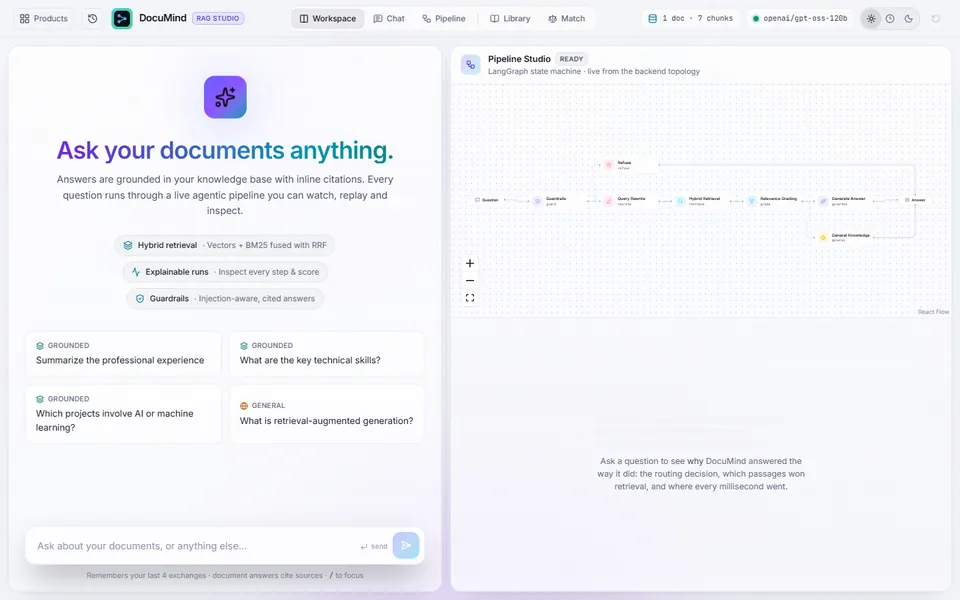 Products
DocuMind RAG STUDIO
Workspace
Chat
Pipeline
Library
Match
1 doc · 7 chunks
openai/gpt-oss-120b
Ask your documents anything.
Answers are grounded in your knowledge base with inline citations. Every
question runs through a live agentic pipeline you can watch, replay and
inspect.
Hybrid retrieval · Vectors + BM25 fused with RRF
Explainable runs · Inspect every step & score
Guardrails · Injection-aware, cited answers
GROUNDED
Summarize the professional experience
GROUNDED
What are the key technical skills?
GROUNDED
Which projects involve AI or machine
learning?
GENERAL
What is retrieval-augmented generation?
Ask about your documents, or anything else...
↵ send
Remembers your last 4 exchanges · document answers cite sources · / to focus
Pipeline Studio READY
LangGraph state machine · live from the backend topology
Refuse
refuse
Question
Guardrails
guard
Query Rewrite
rewrite
Hybrid Retrieval
retrieve
Relevance Grading
grade
Generate Answer
generate
Answer
General Knowledge
general
React Flow
Ask a question to see why DocuMind answered the
way it did: the routing decision, which passages won
retrieval, and where every millisecond went.